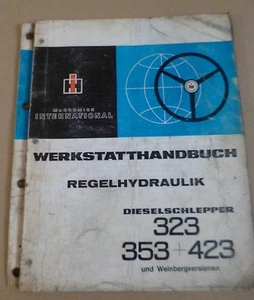 McCORMICK
INTERNATIONAL
WERKSTATTHANDBUCH
REGELHYDRAULIK
DIESELSCHLEPPER
323
353 + 423
und Weinbergversionen